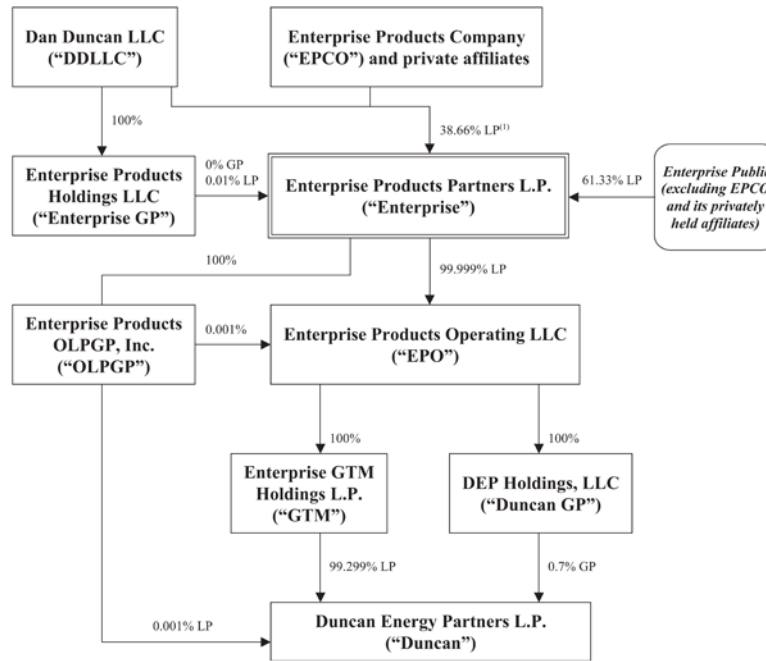 Dan Duncan LLC
(“DDLLC”)
Enterprise Products Company
(“EPCO”) and private affiliates
100%
38.66% LP(1)
Enterprise Products
Holdings LLC
(“Enterprise GP”)
0% GP
0.01% LP
Enterprise Products Partners L.P.
(“Enterprise”)
61.33% LP
Enterprise Public
(excluding EPCO
and its privately
held affiliates)
100%
99.999% LP
Enterprise Products
OLPGP, Inc.
(“OLPGP”)
0.001%
Enterprise Products Operating LLC
(“EPO”)
100%
100%
Enterprise GTM
Holdings L.P.
(“GTM”)
DEP Holdings, LLC
(“Duncan GP”)
99.299% LP
0.7% GP
0.001% LP
Duncan Energy Partners L.P.
(“Duncan”)